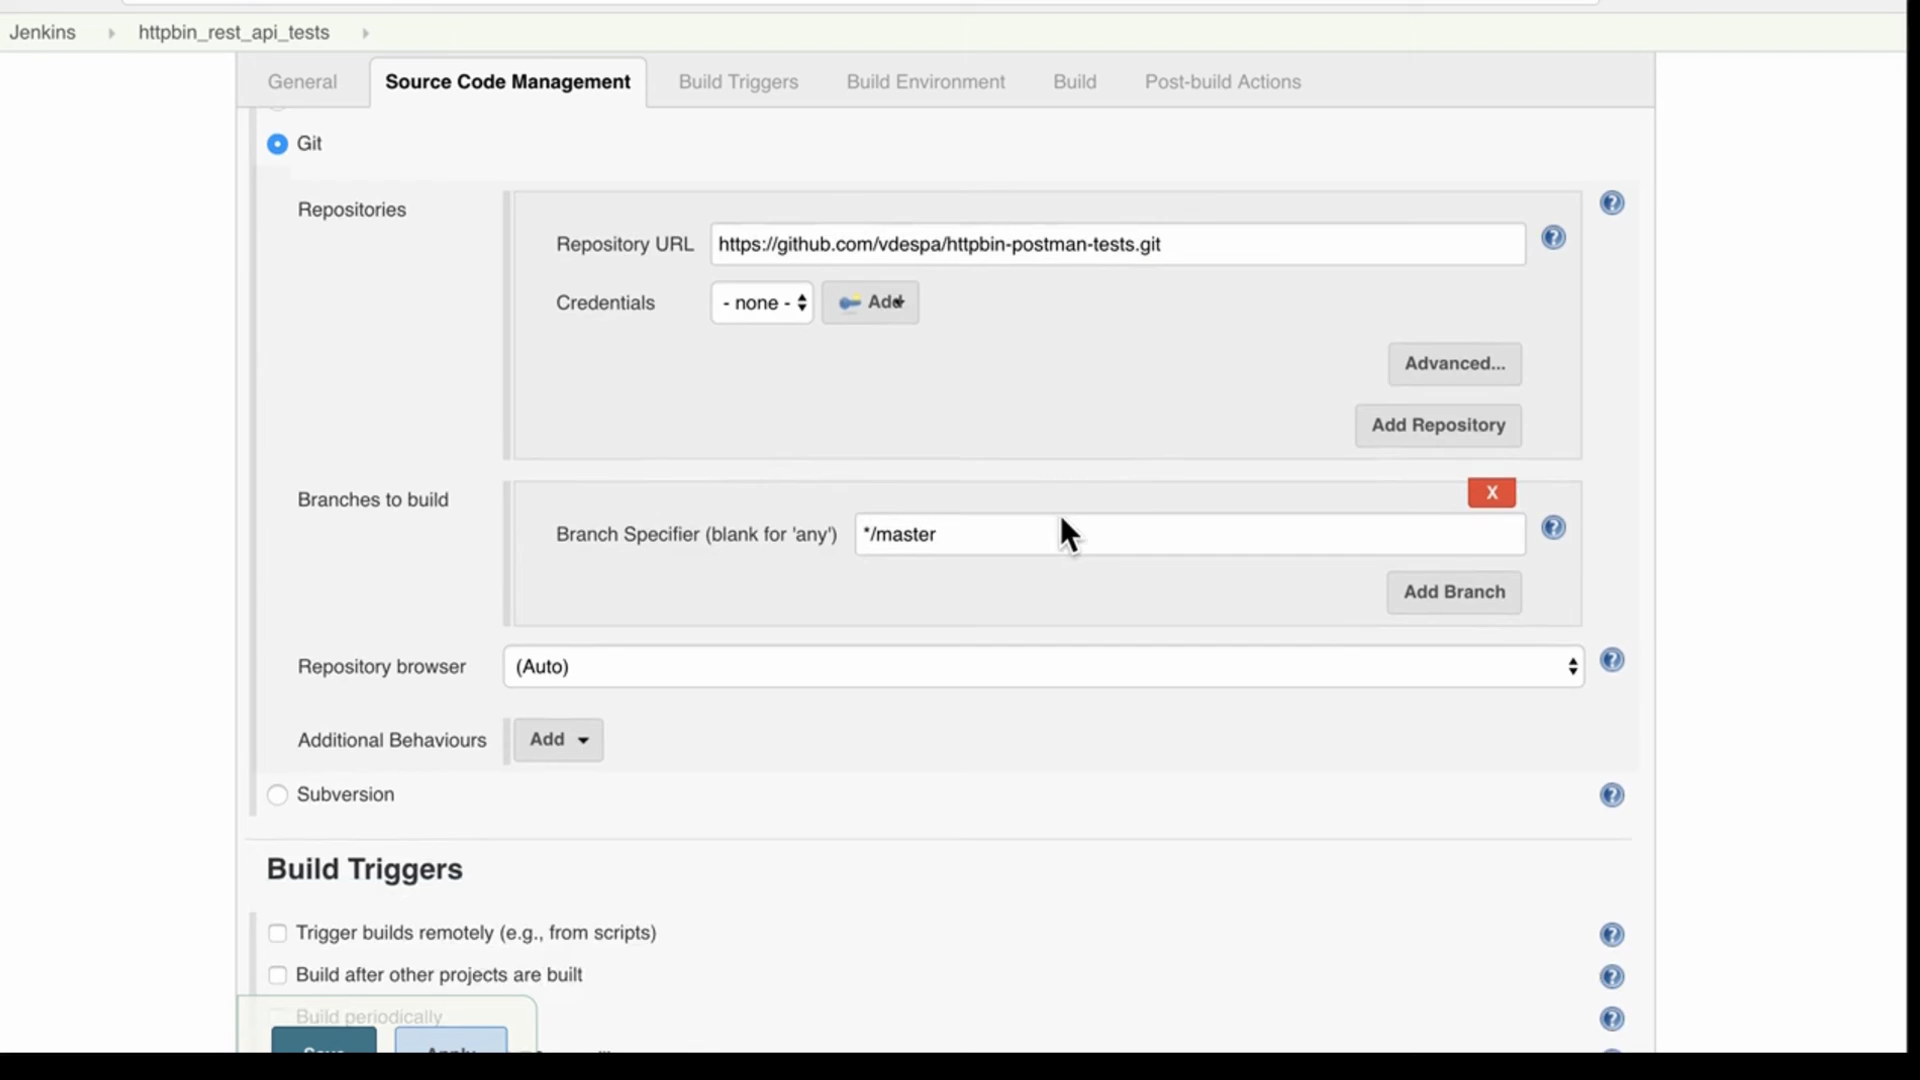 Jenkins
httpbin_rest_api_tests
General
Source Code Management
Build Triggers
Build Environment
Build
Post-build Actions
Git
Repositories
Repository URL
https://github.com/vdespa/httpbin-postman-tests.git
Credentials
- none -
Add
Advanced...
Add Repository
Branches to build
X
Branch Specifier (blank for 'any')
*/master
Add Branch
Repository browser
(Auto)
Additional Behaviours
Add
Subversion
Build Triggers
Trigger builds remotely (e.g., from scripts)
Build after other projects are built
Build periodically
Save
Apply